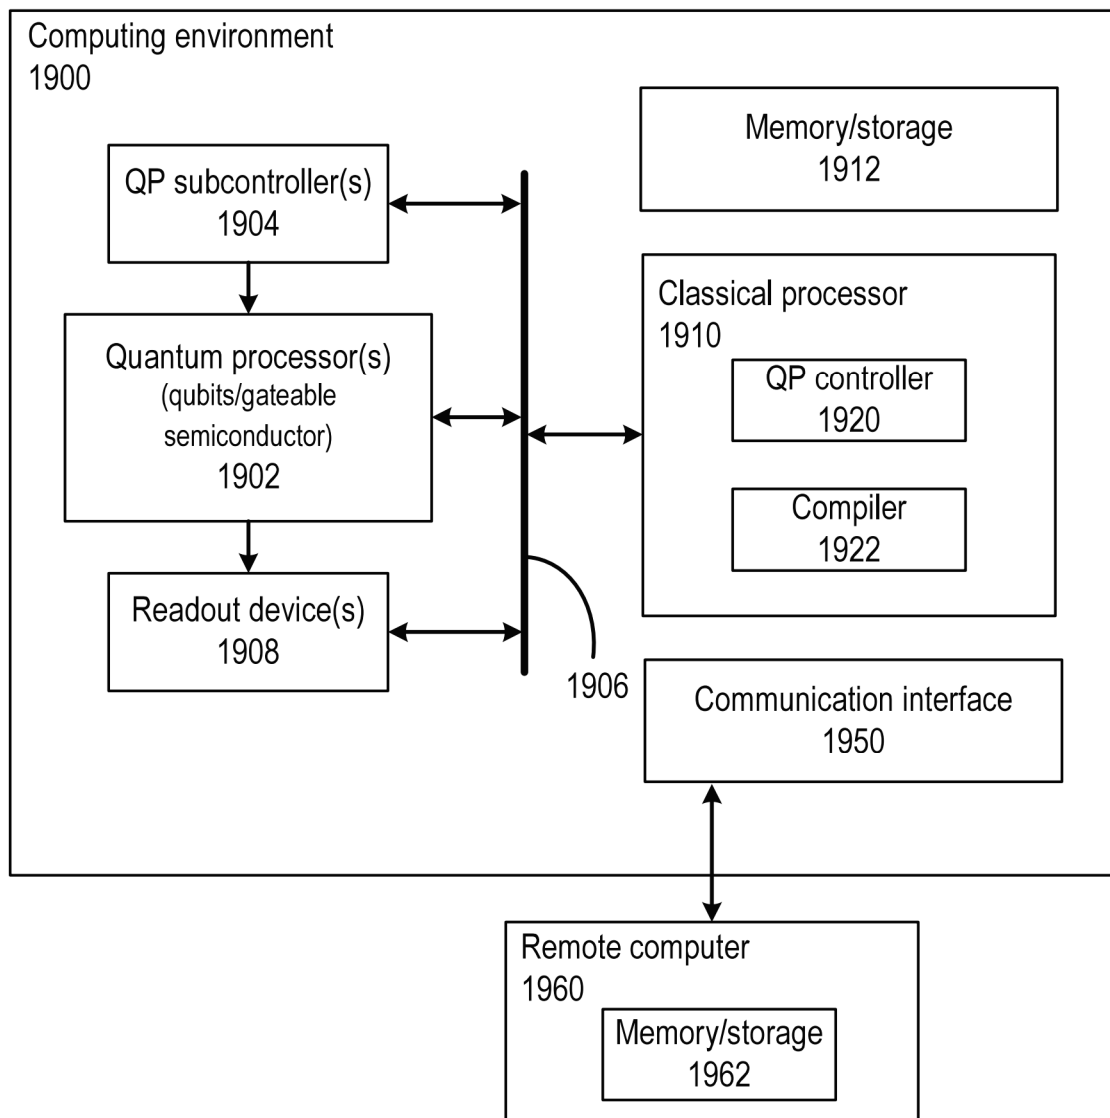 Computing environment
1900
Memory/storage
1912
QP subcontroller(s)
1904
Classical processor
1910
Quantum processor(s)
(qubits/gateable
semiconductor)
1902
QP controller
1920
Compiler
1922
Readout device(s)
1908
1906
Communication interface
1950
Remote computer
1960
Memory/storage
1962